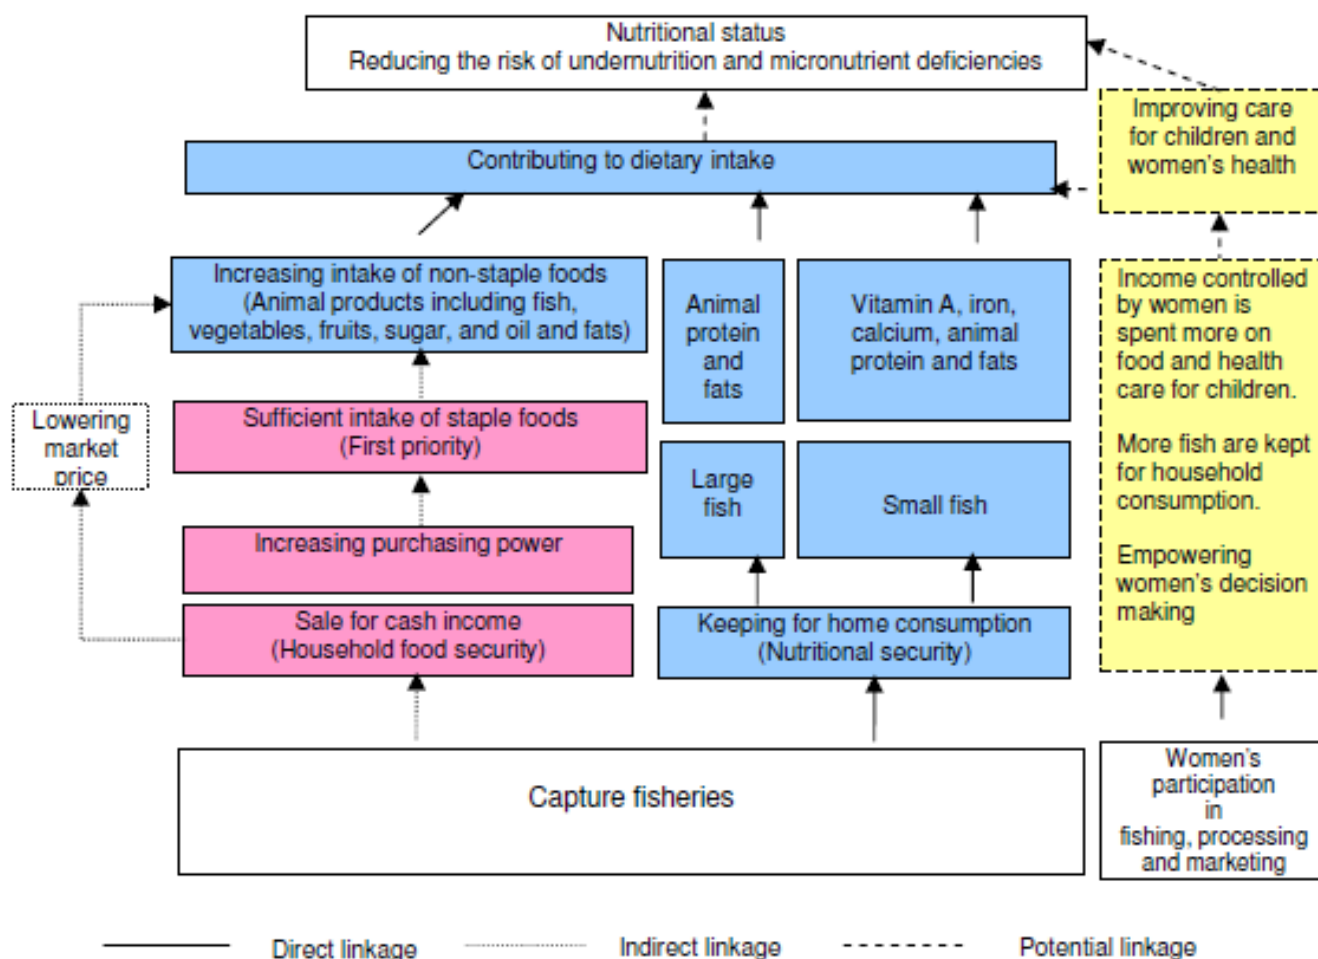 Nutritional status
Reducing the risk of undernutrition and micronutrient deficiencies
Improving care
for children and
women's health
Contributing to dietary intake
Increasing intake of non-staple foods
(Animal products including fish,
vegetables, fruits, sugar, and oil and fats)
Animal
protein
and
fats
Vitamin A, iron,
calcium, animal
protein and fats
Income controlled
by women is
spent more on
food and health
care for children.
More fish are kept
for household
consumption.
Empowering
women's decision
making
Lowering
market
price
Sufficient intake of staple foods
(First priority)
Large
fish
Small fish
Increasing purchasing power
Sale for cash income
(Household food security)
Keeping for home consumption
(Nutritional security)
Capture fisheries
Women's
participation
in
fishing, processing
and marketing
Direct linkage
Indirect linkage
Potential linkage